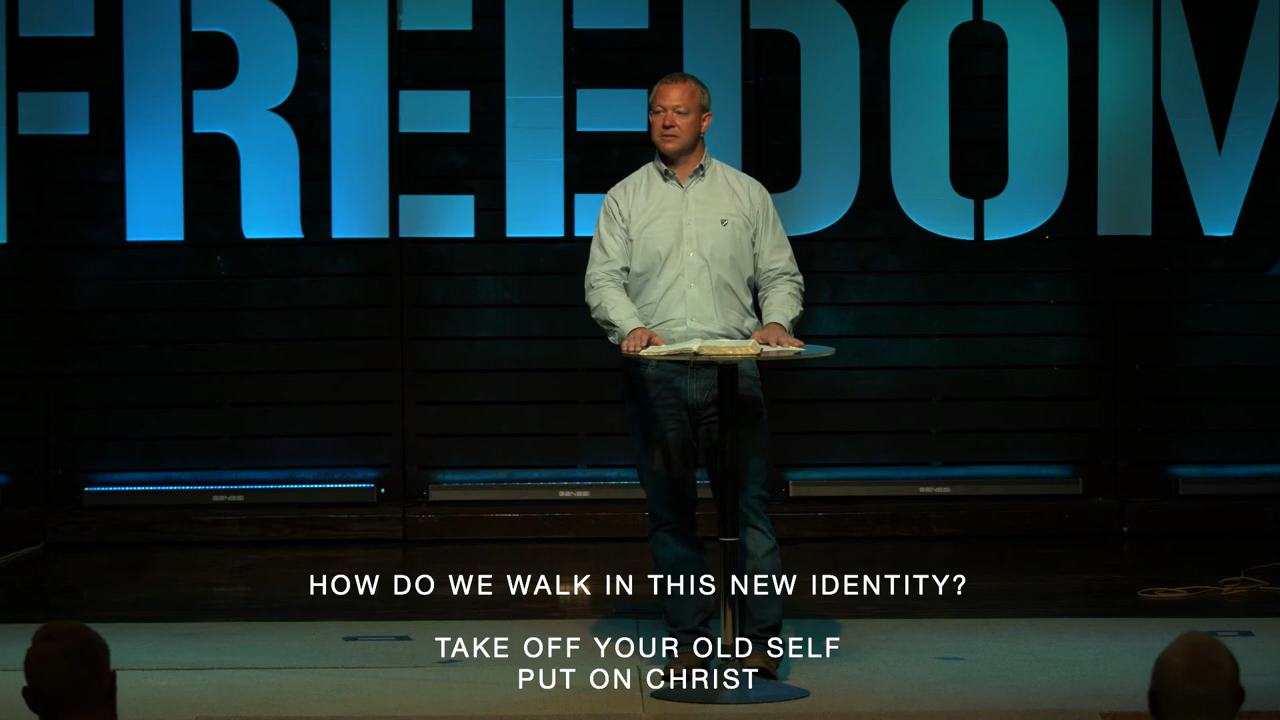 FREEDOM
HOW DO WE WALK IN THIS NEW IDENTITY?
TAKE OFF YOUR OLD SELF
PUT ON CHRIST